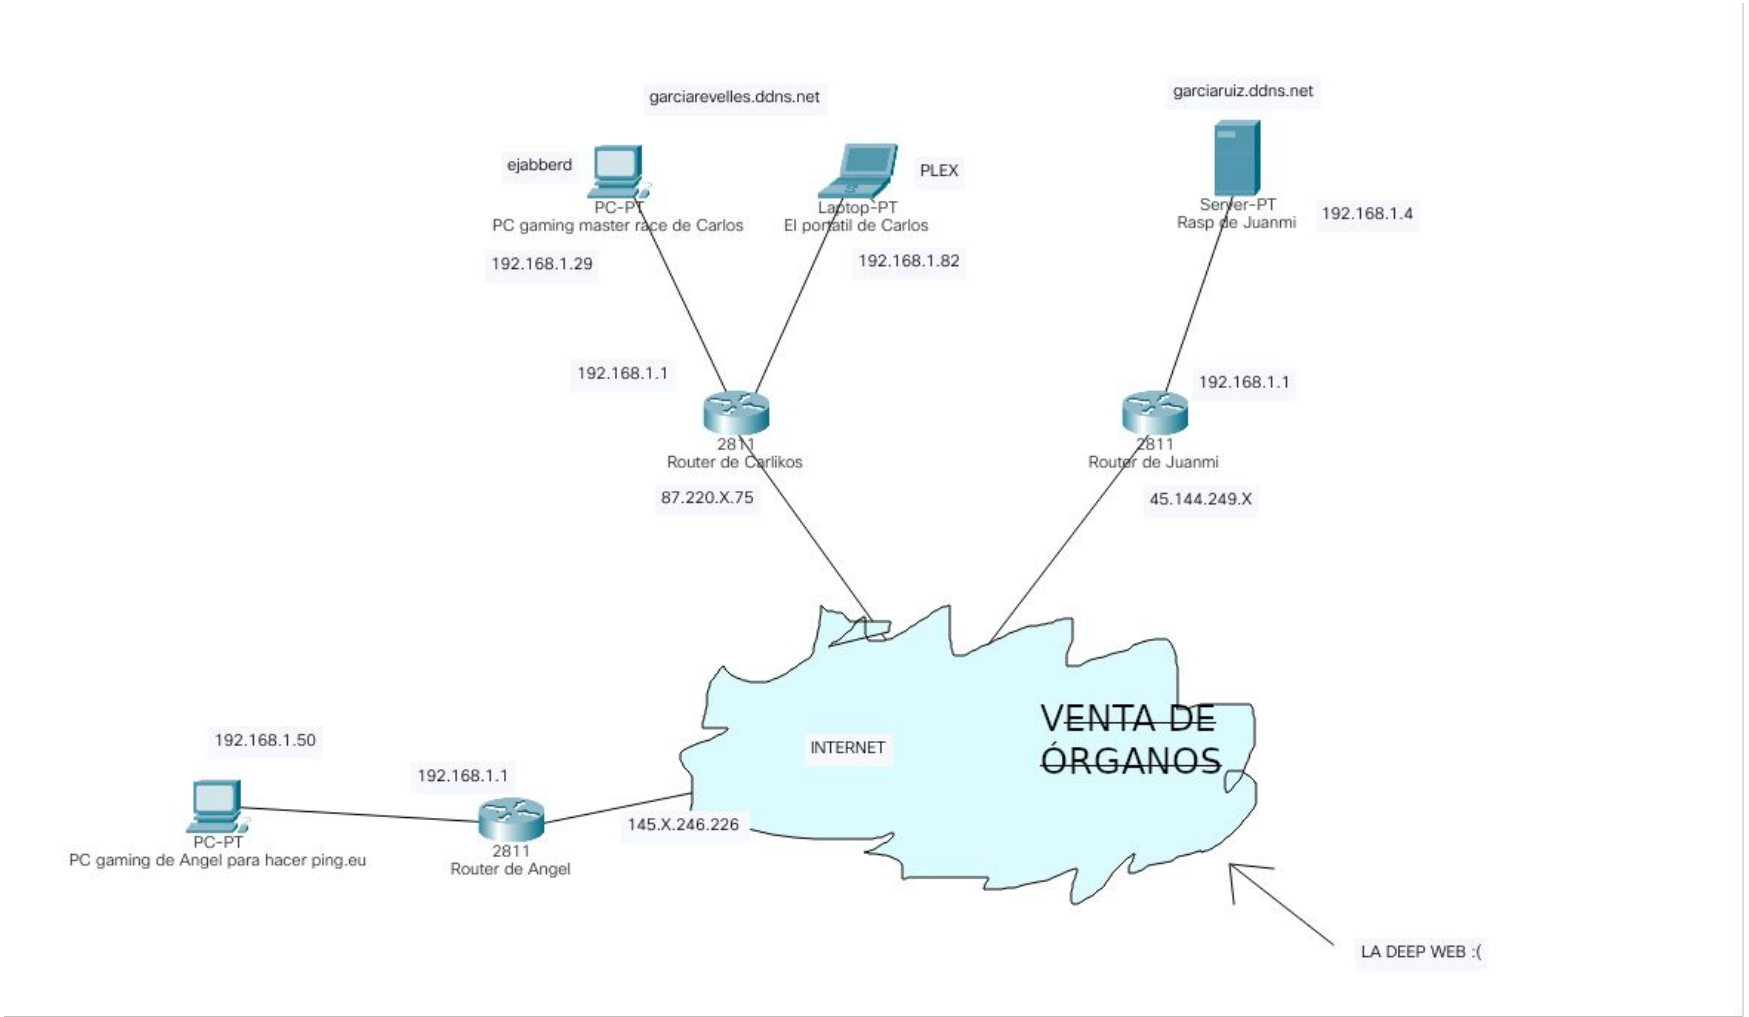 garciarevelles.ddns.net
garciaruiz.ddns.net
ejabberd
PLEX
PC-PT
PC gaming master race de Carlos
Laptop-PT
El portatil de Carlos
Server-PT
Rasp de Juanmi
192.168.1.4
192.168.1.29
192.168.1.82
192.168.1.1
192.168.1.1
2811
Router de Carlikos
2811
Router de Juanmi
87.220.X.75
45.144.249.X
VENTA DE
ÓRGANOS
INTERNET
192.168.1.50
192.168.1.1
145.X.246.226
PC-PT
PC gaming de Angel para hacer ping.eu
2811
Router de Angel
LA DEEP WEB :(